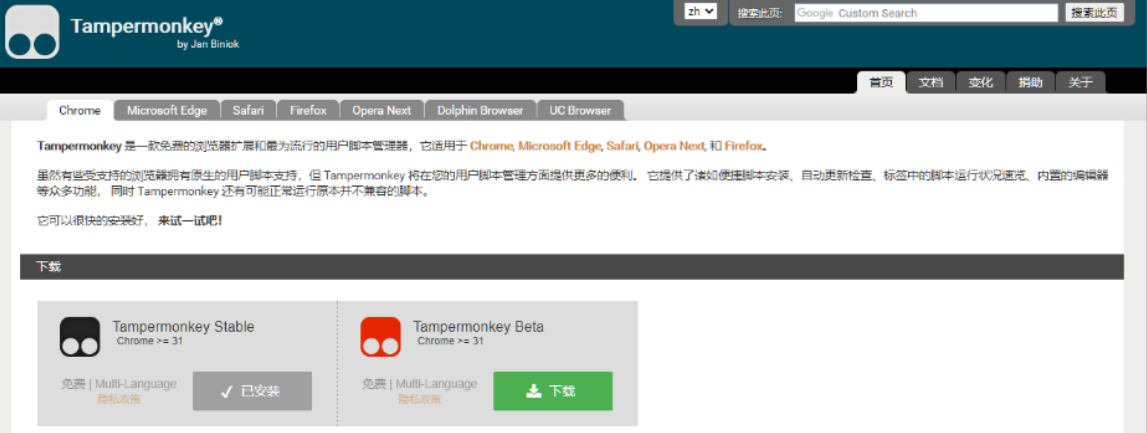 Tampermonkey®
by Jan Biniok
zh
搜索此页:
Google Custom Search
搜索此页
首页 文档 变化 捐助 关于
Chrome Microsoft Edge Safari Firefox Opera Next Dolphin Browser UC Browser
Tampermonkey 是一款免费的浏览器扩展和最为流行的用户脚本管理器，它适用于 Chrome, Microsoft Edge, Safari, Opera Next, 和 Firefox。
虽然有些受支持的浏览器拥有原生的用户脚本支持，但 Tampermonkey 将在您的用户脚本管理方面提供更多的便利。 它提供了诸如便捷脚本安装、自动更新检查、标签中的脚本运行状况速览、内置的编辑器
等众多功能， 同时 Tampermonkey 还有可能正常运行原本并不兼容的脚本。
它可以很快的安装好， 来试一试吧！
下载
Tampermonkey Stable
Chrome >= 31
免费 | Multi-Language
隐私政策
已安装
Tampermonkey Beta
Chrome >= 31
免费 | Multi-Language
隐私政策
下载